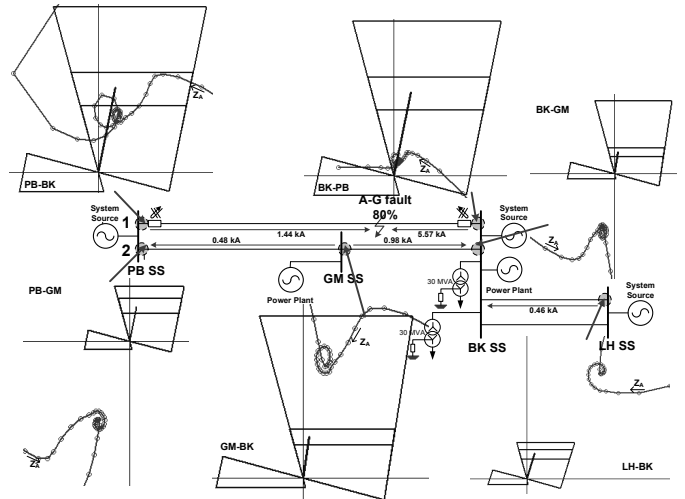 Z_A
PB-BK
Z_A
BK-PB
BK-GM
A-G fault
80%
System
Source
1
1.44 kA
5.57 kA
System
Source
2
0.48 kA
0.98 kA
Z_A
PB SS
GM SS
PB-GM
30 MVA
Power Plant
System
Source
Power Plant
0.46 kA
30 MVA
Z_A
BK SS
LH SS
Z_A
GM-BK
Z_A
LH-BK